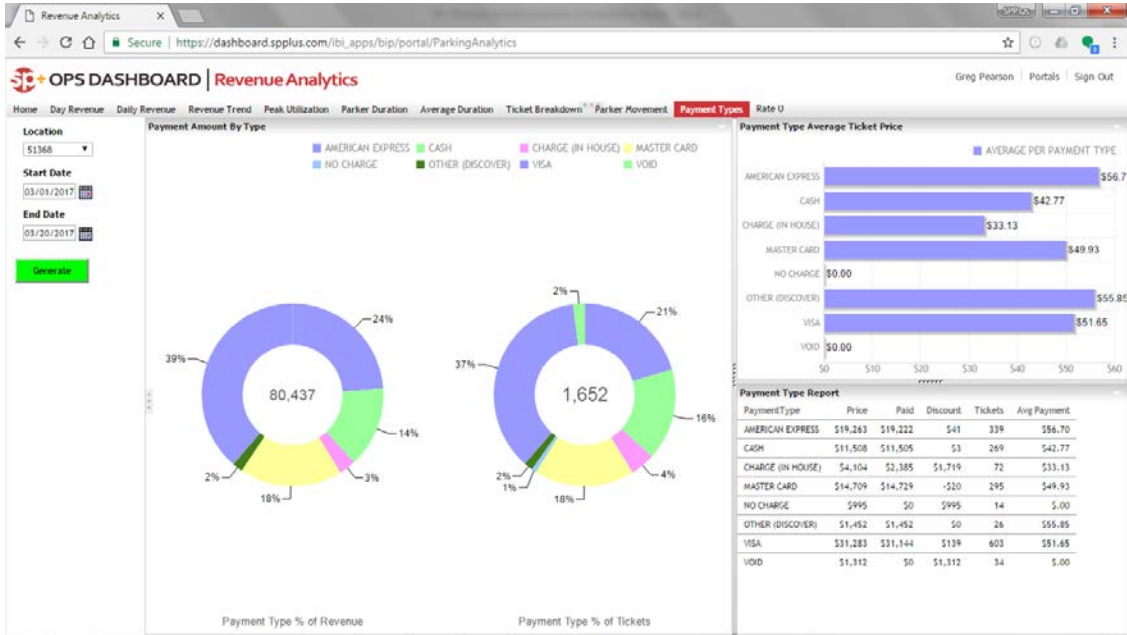 Revenue Analytics
Secure | https://dashboard.spplus.com/ibi_apps/bip/portal/ParkingAnalytics
sp+ OPS DASHBOARD | Revenue Analytics
Greg Pearson Portals Sign Out
Home Day Revenue Daily Revenue Revenue Trend Peak Utilization Parker Duration Average Duration Ticket Breakdown Parker Movement Payment Types Rate U
Location
51368
Start Date
03/01/2017
End Date
03/20/2017
Generate
Payment Amount By Type
AMERICAN EXPRESS CASH CHARGE (IN HOUSE) MASTER CARD
NO CHARGE OTHER (DISCOVER) VISA VOID
24%
39%
80,437
14%
2%
3%
18%
Payment Type % of Revenue
2%
21%
37%
1,652
16%
2%
1%
4%
18%
Payment Type % of Tickets
Payment Type Average Ticket Price
AVERAGE PER PAYMENT TYPE
AMERICAN EXPRESS $56.7
CASH $42.77
CHARGE (IN HOUSE) $33.13
MASTER CARD $49.93
NO CHARGE $0.00
OTHER (DISCOVER) $55.85
VISA $51.65
VOID $0.00
$0 $10 $20 $30 $40 $50 $60
Payment Type Report
PaymentType Price Paid Discount Tickets Avg Payment
AMERICAN EXPRESS $19,263 $19,222 $41 339 $56.70
CASH $11,508 $11,505 $3 269 $42.77
CHARGE (IN HOUSE) $4,104 $2,385 $1,719 72 $33.13
MASTER CARD $14,709 $14,729 -$20 295 $49.93
NO CHARGE $995 $0 $995 14 $.00
OTHER (DISCOVER) $1,452 $1,452 $0 26 $55.85
VISA $31,283 $31,144 $139 603 $51.65
VOID $1,312 $0 $1,312 34 $.00